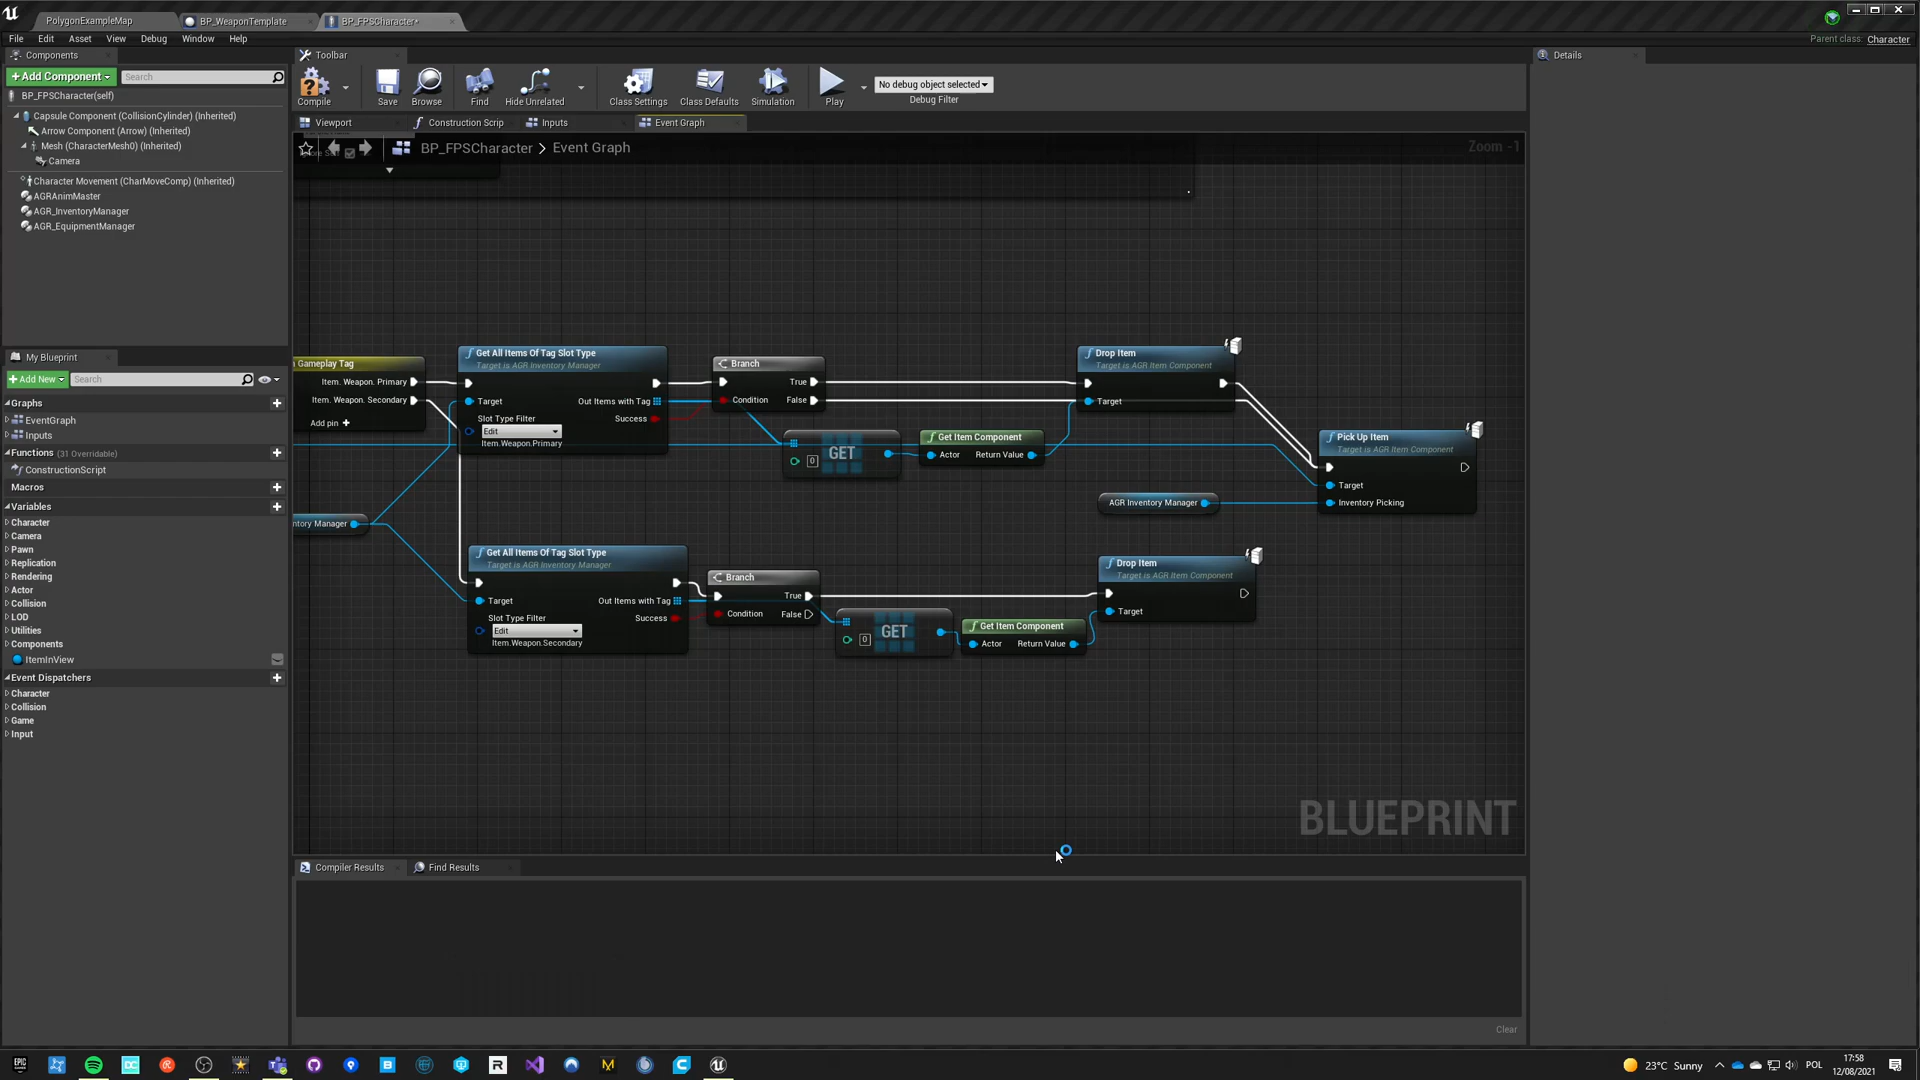 PolygonExampleMap
BP_WeaponTemplate
BP_FPSCharacter*
File Edit Asset View Debug Window Help
Parent class: Character
Components
+Add Component
Search
BP_FPSCharacter(self)
Capsule Component (CollisionCylinder) (Inherited)
Arrow Component (Arrow) (Inherited)
Mesh (CharacterMesh0) (Inherited)
Camera
Character Movement (CharMoveComp) (Inherited)
AGRAnimMaster
AGR_InventoryManager
AGR_EquipmentManager
My Blueprint
+Add New
Search
Graphs
EventGraph
Inputs
Functions (31 Overridable)
ConstructionScript
Macros
Variables
Character
Camera
Pawn
Replication
Rendering
Actor
Collision
LOD
Utilities
Components
ItemInView
Event Dispatchers
Character
Collision
Game
Input
Toolbar
Compile
Save
Browse
Find
Hide Unrelated
Class Settings
Class Defaults
Simulation
Play
No debug object selected
Debug Filter
Viewport
Construction Scrip
Inputs
Event Graph
BP_FPSCharacter > Event Graph
Zoom -1
Gameplay Tag
Item. Weapon. Primary
Item. Weapon. Secondary
Add pin +
ntory Manager
Get All Items Of Tag Slot Type
Target is AGR Inventory Manager
Target
Out Items with Tag
Slot Type Filter
Success
Edit
Item.Weapon.Primary
Branch
True
Condition
False
GET
0
Get Item Component
Actor
Return Value
Drop Item
Target is AGR Item Component
Target
AGR Inventory Manager
Pick Up Item
Target is AGR Item Component
Target
Inventory Picking
Get All Items Of Tag Slot Type
Target is AGR Inventory Manager
Target
Out Items with Tag
Slot Type Filter
Success
Edit
Item.Weapon.Secondary
Branch
True
Condition
False
GET
0
Get Item Component
Actor
Return Value
Drop Item
Target is AGR Item Component
Target
BLUEPRINT
Compiler Results
Find Results
Clear
Details
23°C Sunny
POL
17:58
12/08/2021